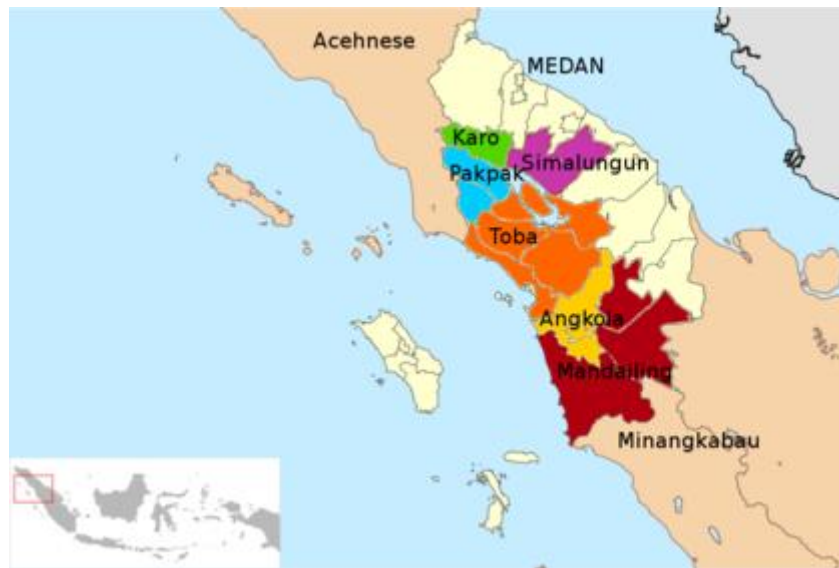 Acehnese
MEDAN
Karo
Simalungun
Pakpak
Toba
Angkola
Mandailing
Minangkabau